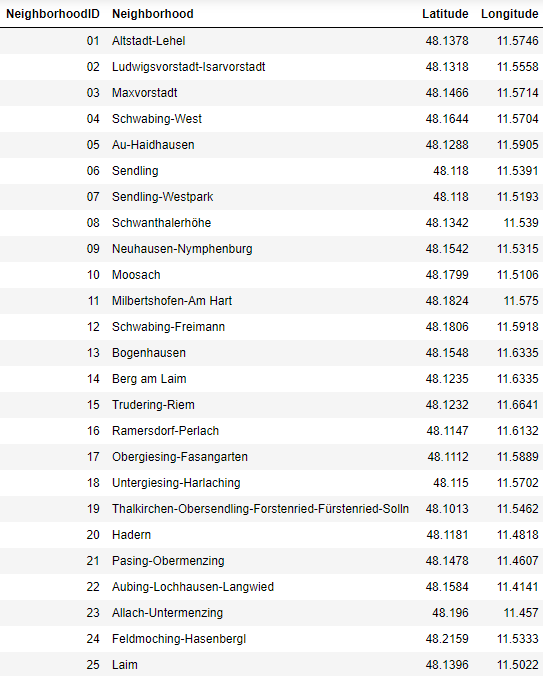 NeighborhoodID Neighborhood Latitude Longitude
01 Altstadt-Lehel 48.1378 11.5746
02 Ludwigsvorstadt-Isarvorstadt 48.1318 11.5558
03 Maxvorstadt 48.1466 11.5714
04 Schwabing-West 48.1644 11.5704
05 Au-Haidhausen 48.1288 11.5905
06 Sendling 48.118 11.5391
07 Sendling-Westpark 48.118 11.5193
08 Schwanthalerhöhe 48.1342 11.539
09 Neuhausen-Nymphenburg 48.1542 11.5315
10 Moosach 48.1799 11.5106
11 Milbertshofen-Am Hart 48.1824 11.575
12 Schwabing-Freimann 48.1806 11.5918
13 Bogenhausen 48.1548 11.6335
14 Berg am Laim 48.1235 11.6335
15 Trudering-Riem 48.1232 11.6641
16 Ramersdorf-Perlach 48.1147 11.6132
17 Obergiesing-Fasangarten 48.1112 11.5889
18 Untergiesing-Harlaching 48.115 11.5702
19 Thalkirchen-Obersendling-Forstenried-Fürstenried-Solln 48.1013 11.5462
20 Hadern 48.1181 11.4818
21 Pasing-Obermenzing 48.1478 11.4607
22 Aubing-Lochhausen-Langwied 48.1584 11.4141
23 Allach-Untermenzing 48.196 11.457
24 Feldmoching-Hasenbergl 48.2159 11.5333
25 Laim 48.1396 11.5022